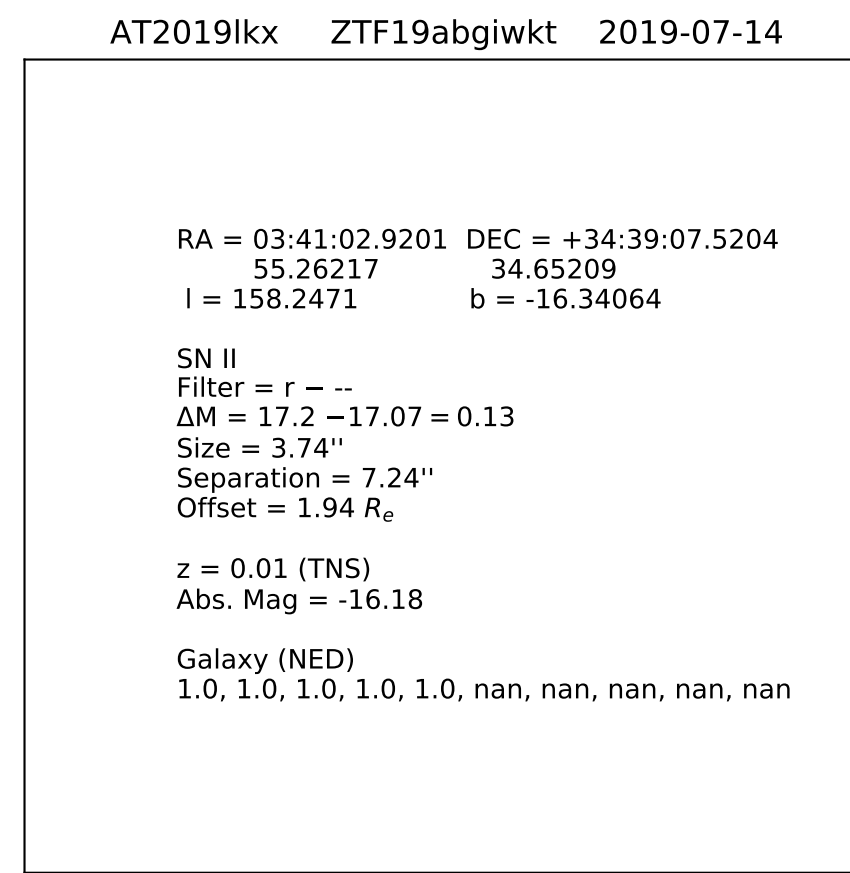 AT2019lkx ZTF19abgiwkt 2019-07-14
RA = 03:41:02.9201 DEC = +34:39:07.5204
55.26217 34.65209
l = 158.2471 b = -16.34064
SN II
Filter = r − --
ΔM = 17.2 −17.07 = 0.13
Size = 3.74''
Separation = 7.24''
Offset = 1.94 Re
z = 0.01 (TNS)
Abs. Mag = -16.18
Galaxy (NED)
1.0, 1.0, 1.0, 1.0, 1.0, nan, nan, nan, nan, nan